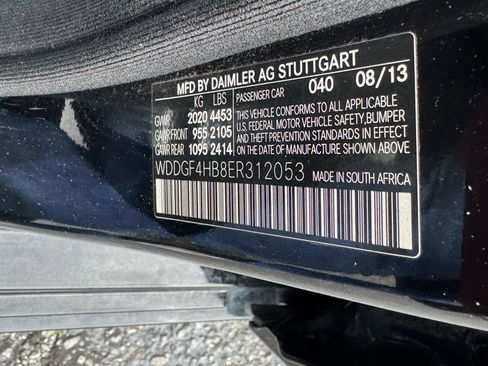 MFD BY DAIMLER AG STUTTGART
KG LBS PASSENGER CAR 040 08/13
GVWR 2020 4453 THIS VEHICLE CONFORMS TO ALL APPLICABLE
GAWR FRONT 955 2105 U.S. FEDERAL MOTOR VEHICLE SAFETY, BUMPER
GAWR REAR 1095 2414 AND THEFT PREVENTION STANDARDS IN EFFECT
ON THE DATE OF MANUFACTURE SHOWN ABOVE
WDDGF4HB8ER312053 MADE IN SOUTH AFRICA